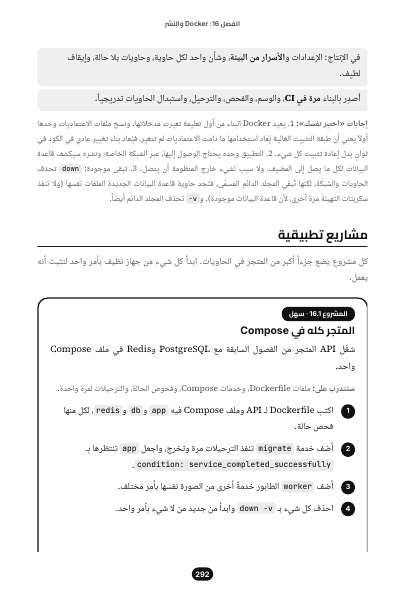 الفصل 16: Docker والنشر
في الإنتاج: الإعدادات والأسرار من البيئة، وشأن واحد لكل حاوية، وحاويات بلا حالة، وإيقاف
لطيف.
أصدِر بالبناء مرة في CI، والوسم، والفحص، والترحيل، واستبدال الحاويات تدريجياً.
إجابات «اختبر نفسك»: 1. يعيد Docker البناء من أول تعليمة تغيرت مدخلاتها. ونسخ ملفات الاعتماديات وحدها
أولاً يعني أن طبقة التثبيت الغالية يُعاد استخدامها ما دامت الاعتماديات لم تتغير، فيُعاد بناء تغيير عادي في الكود في
ثوانٍ بدل إعادة تثبيت كل شيء. 2. التطبيق وحده يحتاج الوصول إليها، عبر الشبكة الخاصة؛ ونشره سيكشف قاعدة
البيانات لكل ما يصل إلى المضيف، ولا سبب لشيء خارج المنظومة أن يتصل. 3. تبقى موجودة: down تحذف
الحاويات والشبكة، لكنها تُبقي المجلد الدائم المسمّى، فتجد حاوية قاعدة البيانات الجديدة الملفات نفسها (ولا تنفذ
سكربتات التهيئة مرة أخرى، لأن قاعدة البيانات موجودة). و -v تحذف المجلد الدائم أيضاً.
مشاريع تطبيقية
كل مشروع يضع جزءاً أكبر من المتجر في الحاويات. ابدأ كل شيء من جهاز نظيف بأمر واحد لتثبت أنه
يعمل.
المشروع 16.1 · سهل
المتجر كله في Compose
شغّل API المتجر من الفصول السابقة مع PostgreSQL وRedis في ملف Compose
واحد.
ستتدرب على: ملفات Dockerfile، وخدمات Compose، وفحوص الحالة، والترحيلات لمرة واحدة.
1 اكتب Dockerfile لـ API وملف Compose فيه app و db و redis، لكل منها
فحص حالة.
2 أضف خدمة migrate تنفذ الترحيلات مرة وتخرج، واجعل app تنتظرها بـ
condition: service_completed_successfully.
3 أضف worker الطابور خدمةً أخرى من الصورة نفسها بأمر مختلف.
4 احذف كل شيء بـ down -v وابدأ من جديد من لا شيء بأمر واحد.
292